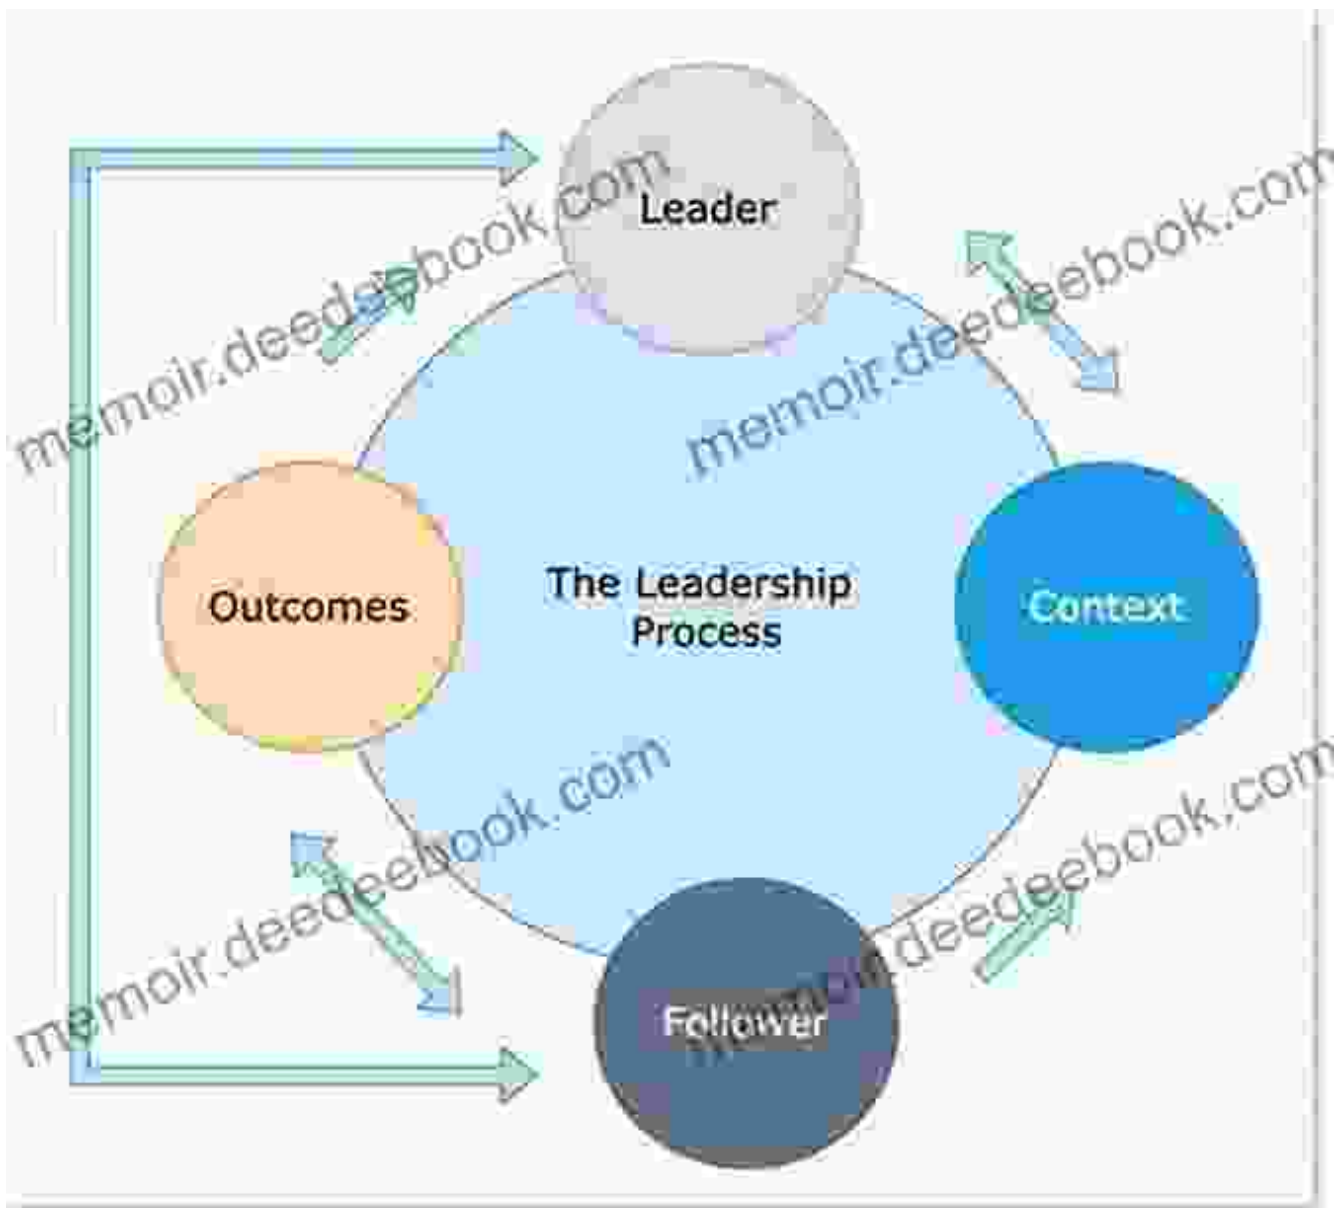 Leader
memoir.deedeebook.com
memoir.deedeebook.com
Outcomes
The Leadership
Process
Context
memoir.deedeebook.com
memoir.deedeebook.com
Follower